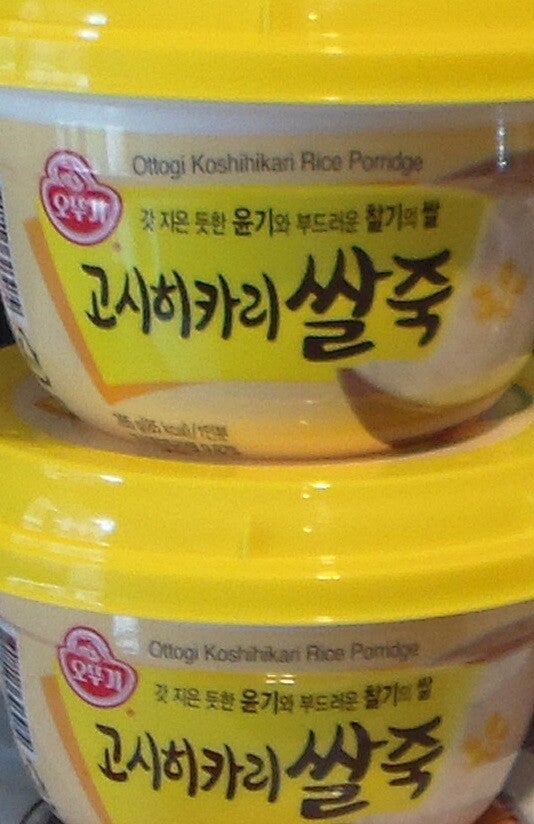 Ottogi Koshihikari Rice Porridge
오뚜기
갓 지은 듯한 윤기와 부드러운 찰기의 쌀
고시히카리 쌀죽
Ottogi Koshihikari Rice Porridge
오뚜기
갓 지은 듯한 윤기와 부드러운 찰기의 쌀
고시히카리 쌀죽